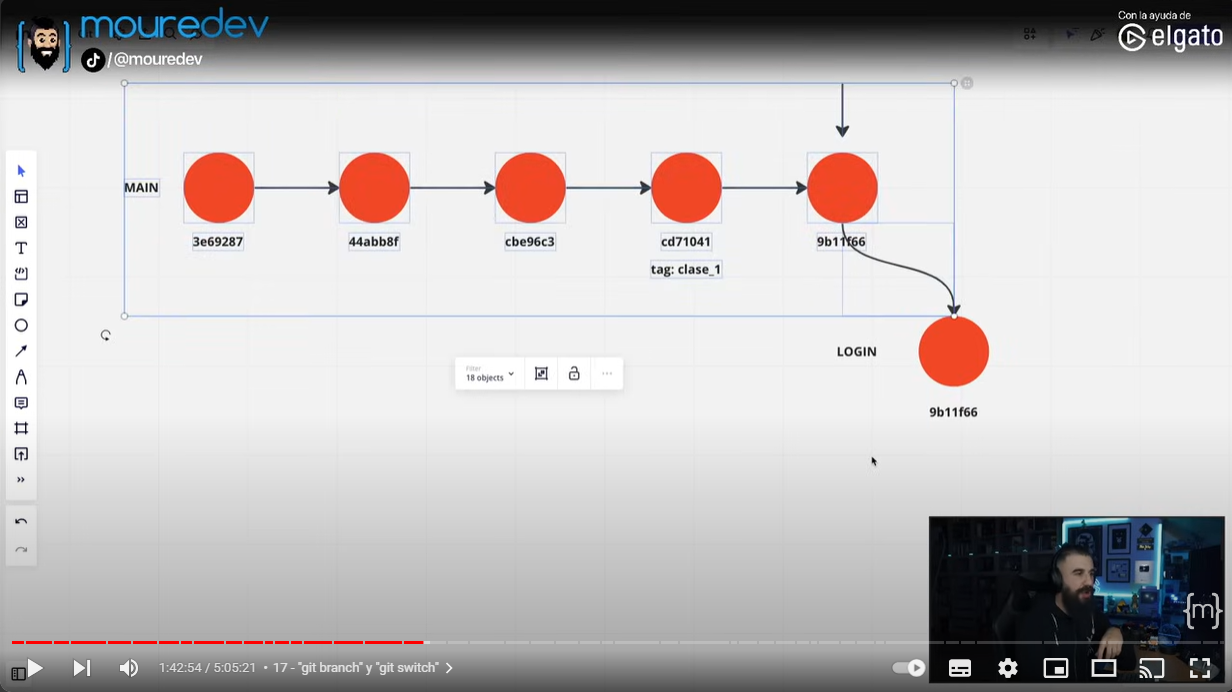 mouredev
/@mouredev
Con la ayuda de
elgato
MAIN
3e69287
44abb8f
cbe96c3
cd71041
9b11f66
tag: clase_1
LOGIN
9b11f66
Filter
18 objects
{m}
1:42:54 / 5:05:21 • 17 - "git branch" y "git switch"